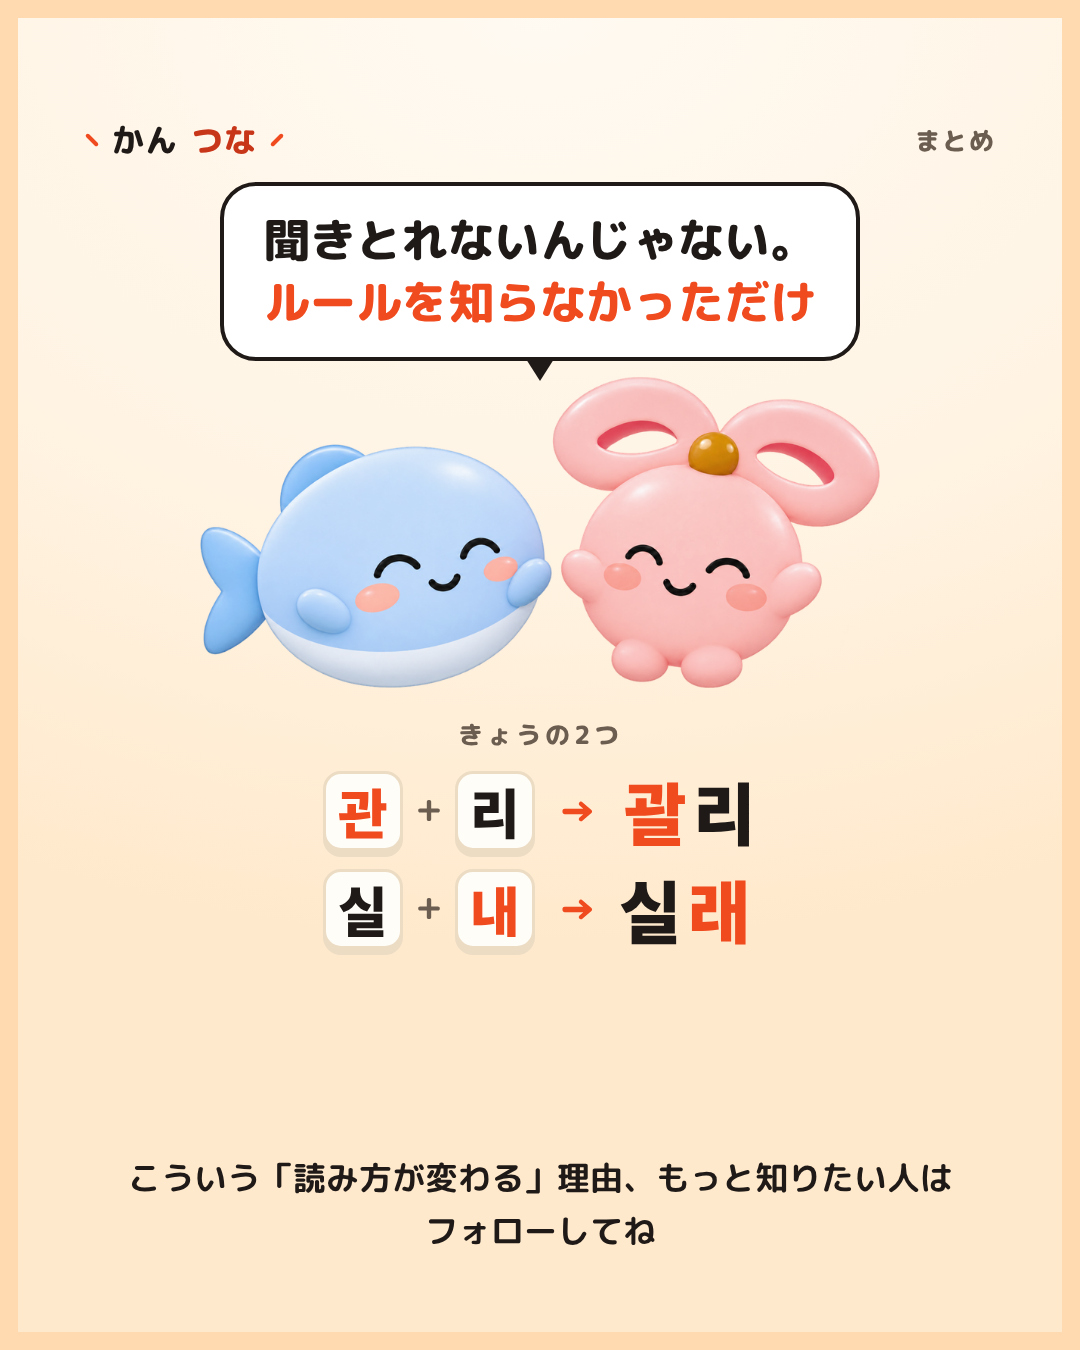 かんつな
まとめ
聞きとれないんじゃない。
ルールを知らなかっただけ
きょうの2つ
관 + 리 → 괄리
실 + 내 → 실래
こういう「読み方が変わる」理由、もっと知りたい人は
フォローしてね